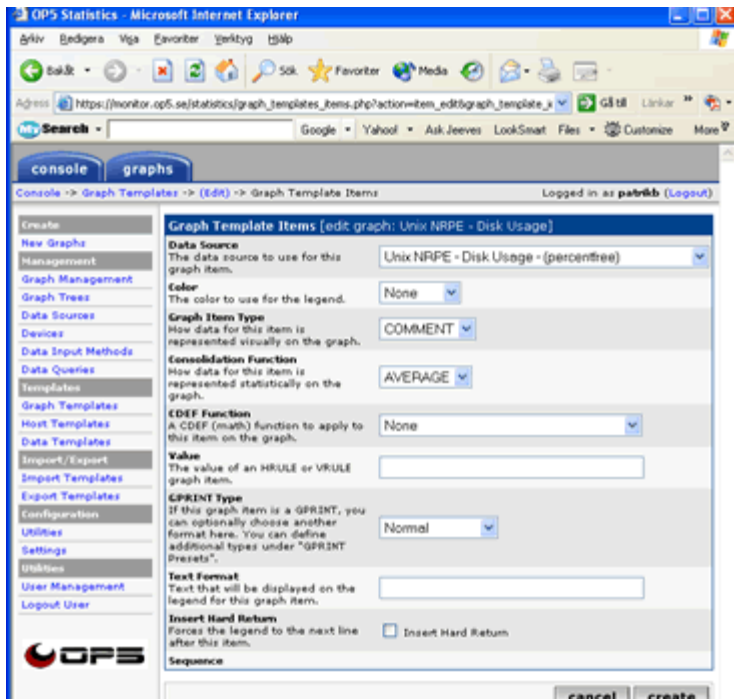 OP5 Statistics - Microsoft Internet Explorer
Arkiv Redigera Visa Favoriter Verktyg Hjälp
Bakåt Sök Favoriter Media
Adress https://monitor.op5.se/statistics/graph_templates_items.php?action=item_edit&graph_template_i Gå till Länkar »
My Search Google Yahoo! Ask Jeeves LookSmart Files Customize More
console graphs
Console -> Graph Templates -> (Edit) -> Graph Template Items Logged in as patrikb (Logout)
Create
New Graphs
Management
Graph Management
Graph Trees
Data Sources
Devices
Data Input Methods
Data Queries
Templates
Graph Templates
Host Templates
Data Templates
Import/Export
Import Templates
Export Templates
Configuration
Utilities
Settings
Utilities
User Management
Logout User
OP5
Graph Template Items [edit graph: Unix NRPE - Disk Usage]
Data Source
The data source to use for this
graph item.
Unix NRPE - Disk Usage - (percentfree)
Color
The color to use for the legend.
None
Graph Item Type
How data for this item is
represented visually on the graph.
COMMENT
Consolidation Function
How data for this item is
represented statistically on the
graph.
AVERAGE
CDEF Function
A CDEF (math) function to apply to
this item on the graph.
None
Value
The value of an HRULE or VRULE
graph item.
GPRINT Type
If this graph item is a GPRINT, you
can optionally choose another
format here. You can define
additional types under "GPRINT
Presets".
Normal
Text Format
Text that will be displayed on the
legend for this graph item.
Insert Hard Return
Forces the legend to the next line
after this item.
Insert Hard Return
Sequence
cancel create